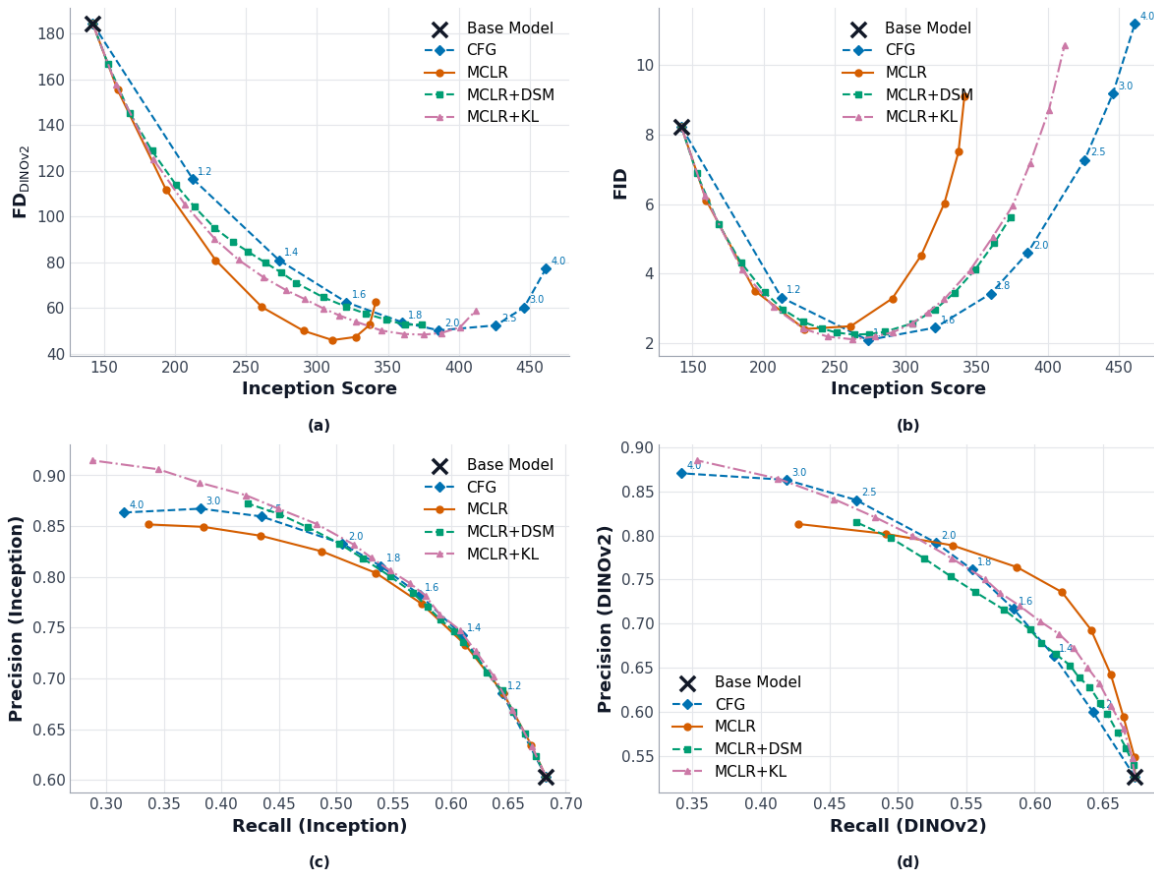 180
160
140
120
100
80
60
40
FD_DINOv2
150 200 250 300 350 400 450
Inception Score
Base Model
CFG
MCLR
MCLR+DSM
MCLR+KL
1.2
1.4
1.6
1.8
2.0
2.5
3.0
4.0
(a)
10
8
6
4
2
FID
150 200 250 300 350 400 450
Inception Score
Base Model
CFG
MCLR
MCLR+DSM
MCLR+KL
1.2
1.6
1.8
2.0
2.5
3.0
4.0
(b)
0.90
0.85
0.80
0.75
0.70
0.65
0.60
Precision (Inception)
0.30 0.35 0.40 0.45 0.50 0.55 0.60 0.65 0.70
Recall (Inception)
Base Model
CFG
MCLR
MCLR+DSM
MCLR+KL
4.0
3.0
2.0
1.8
1.6
1.4
1.2
(c)
0.90
0.85
0.80
0.75
0.70
0.65
0.60
0.55
Precision (DINOv2)
0.35 0.40 0.45 0.50 0.55 0.60 0.65
Recall (DINOv2)
Base Model
CFG
MCLR
MCLR+DSM
MCLR+KL
4.0
3.0
2.5
2.0
1.8
1.6
1.4
(d)